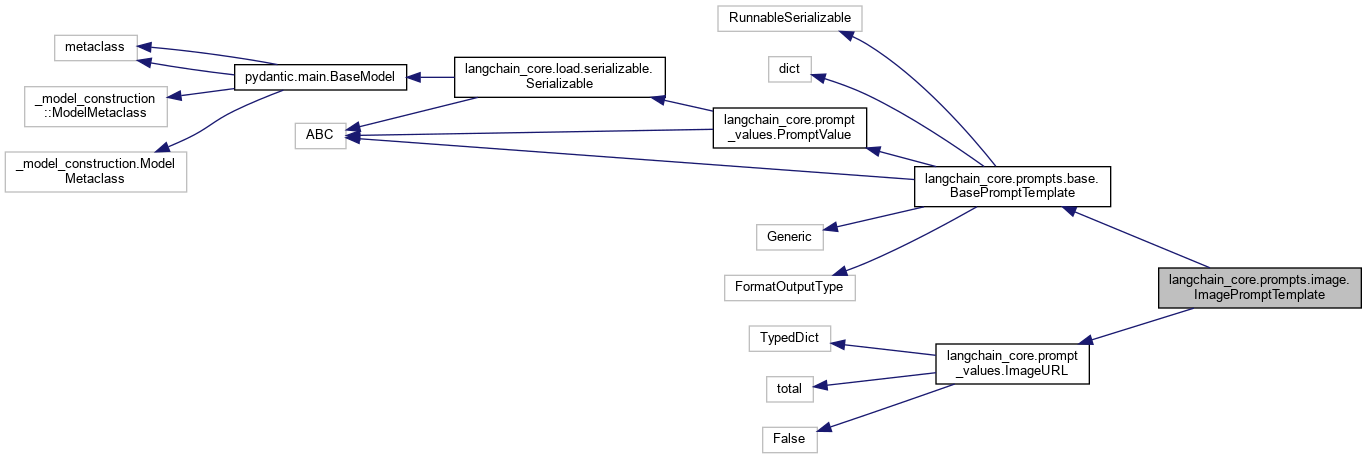 RunnableSerializable
metaclass
dict
langchain_core.load.serializable.
Serializable
pydantic.main.BaseModel
_model_construction
::ModelMetaclass
ABC
langchain_core.prompt
_values.PromptValue
_model_construction.Model
Metaclass
langchain_core.prompts.base.
BasePromptTemplate
Generic
FormatOutputType
langchain_core.prompts.image.
ImagePromptTemplate
TypedDict
langchain_core.prompt
_values.ImageURL
total
False